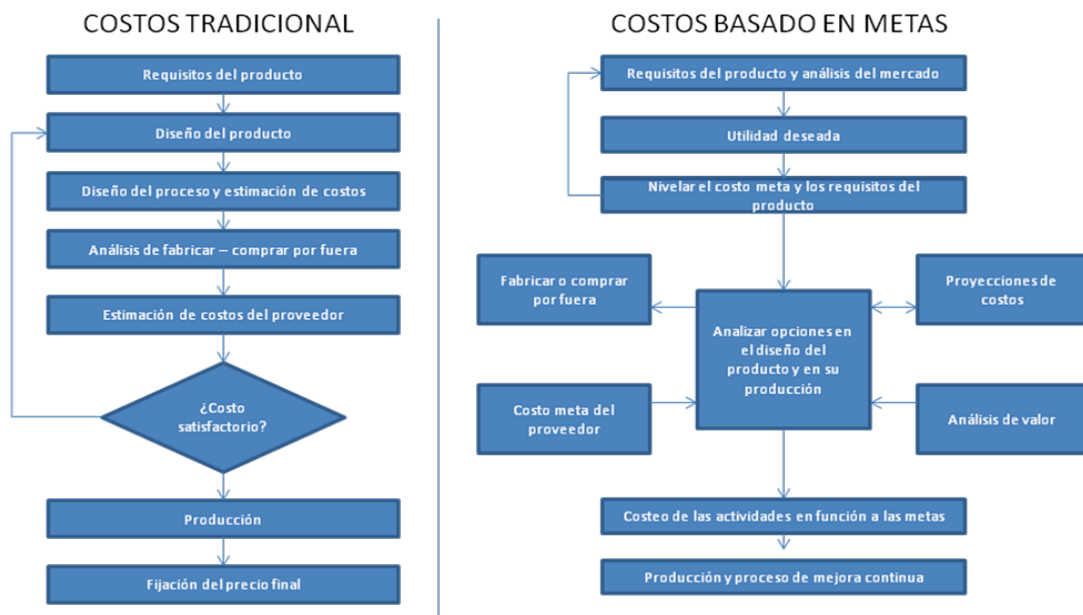 COSTOS TRADICIONAL
Requisitos del producto
Diseño del producto
Diseño del proceso y estimación de costos
Análisis de fabricar – comprar por fuera
Estimación de costos del proveedor
¿Costo
satisfactorio?
Producción
Fijación del precio final
COSTOS BASADO EN METAS
Requisitos del producto y análisis del mercado
Utilidad deseada
Nivelar el costo meta y los requisitos del
producto
Fabricar o comprar
por fuera
Proyecciones de
costos
Analizar opciones en
el diseño del
producto y en su
producción
Costo meta del
proveedor
Análisis de valor
Costeo de las actividades en función a las metas
Producción y proceso de mejora continua